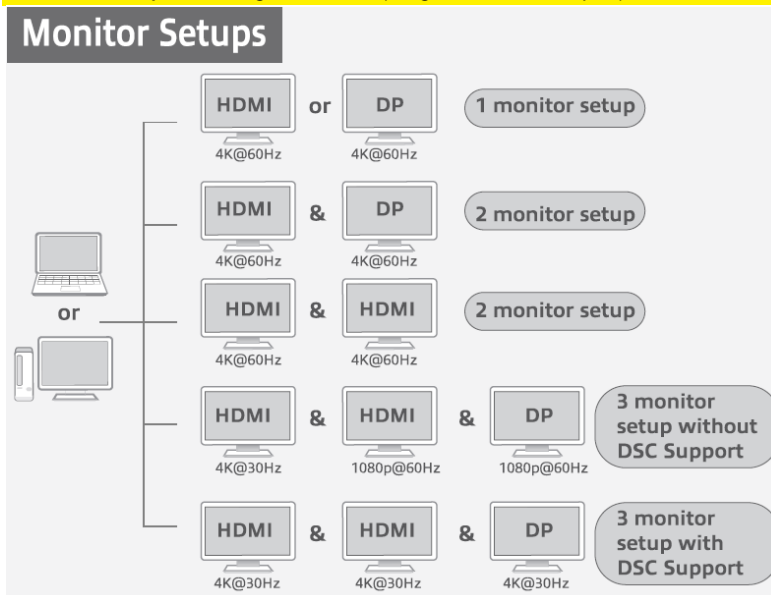 Monitor Setups
HDMI or DP 1 monitor setup
4K@60Hz 4K@60Hz
HDMI & DP 2 monitor setup
4K@60Hz 4K@60Hz
or
HDMI & HDMI 2 monitor setup
4K@60Hz 4K@60Hz
HDMI & HDMI & DP
3 monitor
setup without
DSC Support
4K@30Hz 1080p@60Hz 1080p@60Hz
HDMI & HDMI & DP
3 monitor
setup with
DSC Support
4K@30Hz 4K@30Hz 4K@30Hz